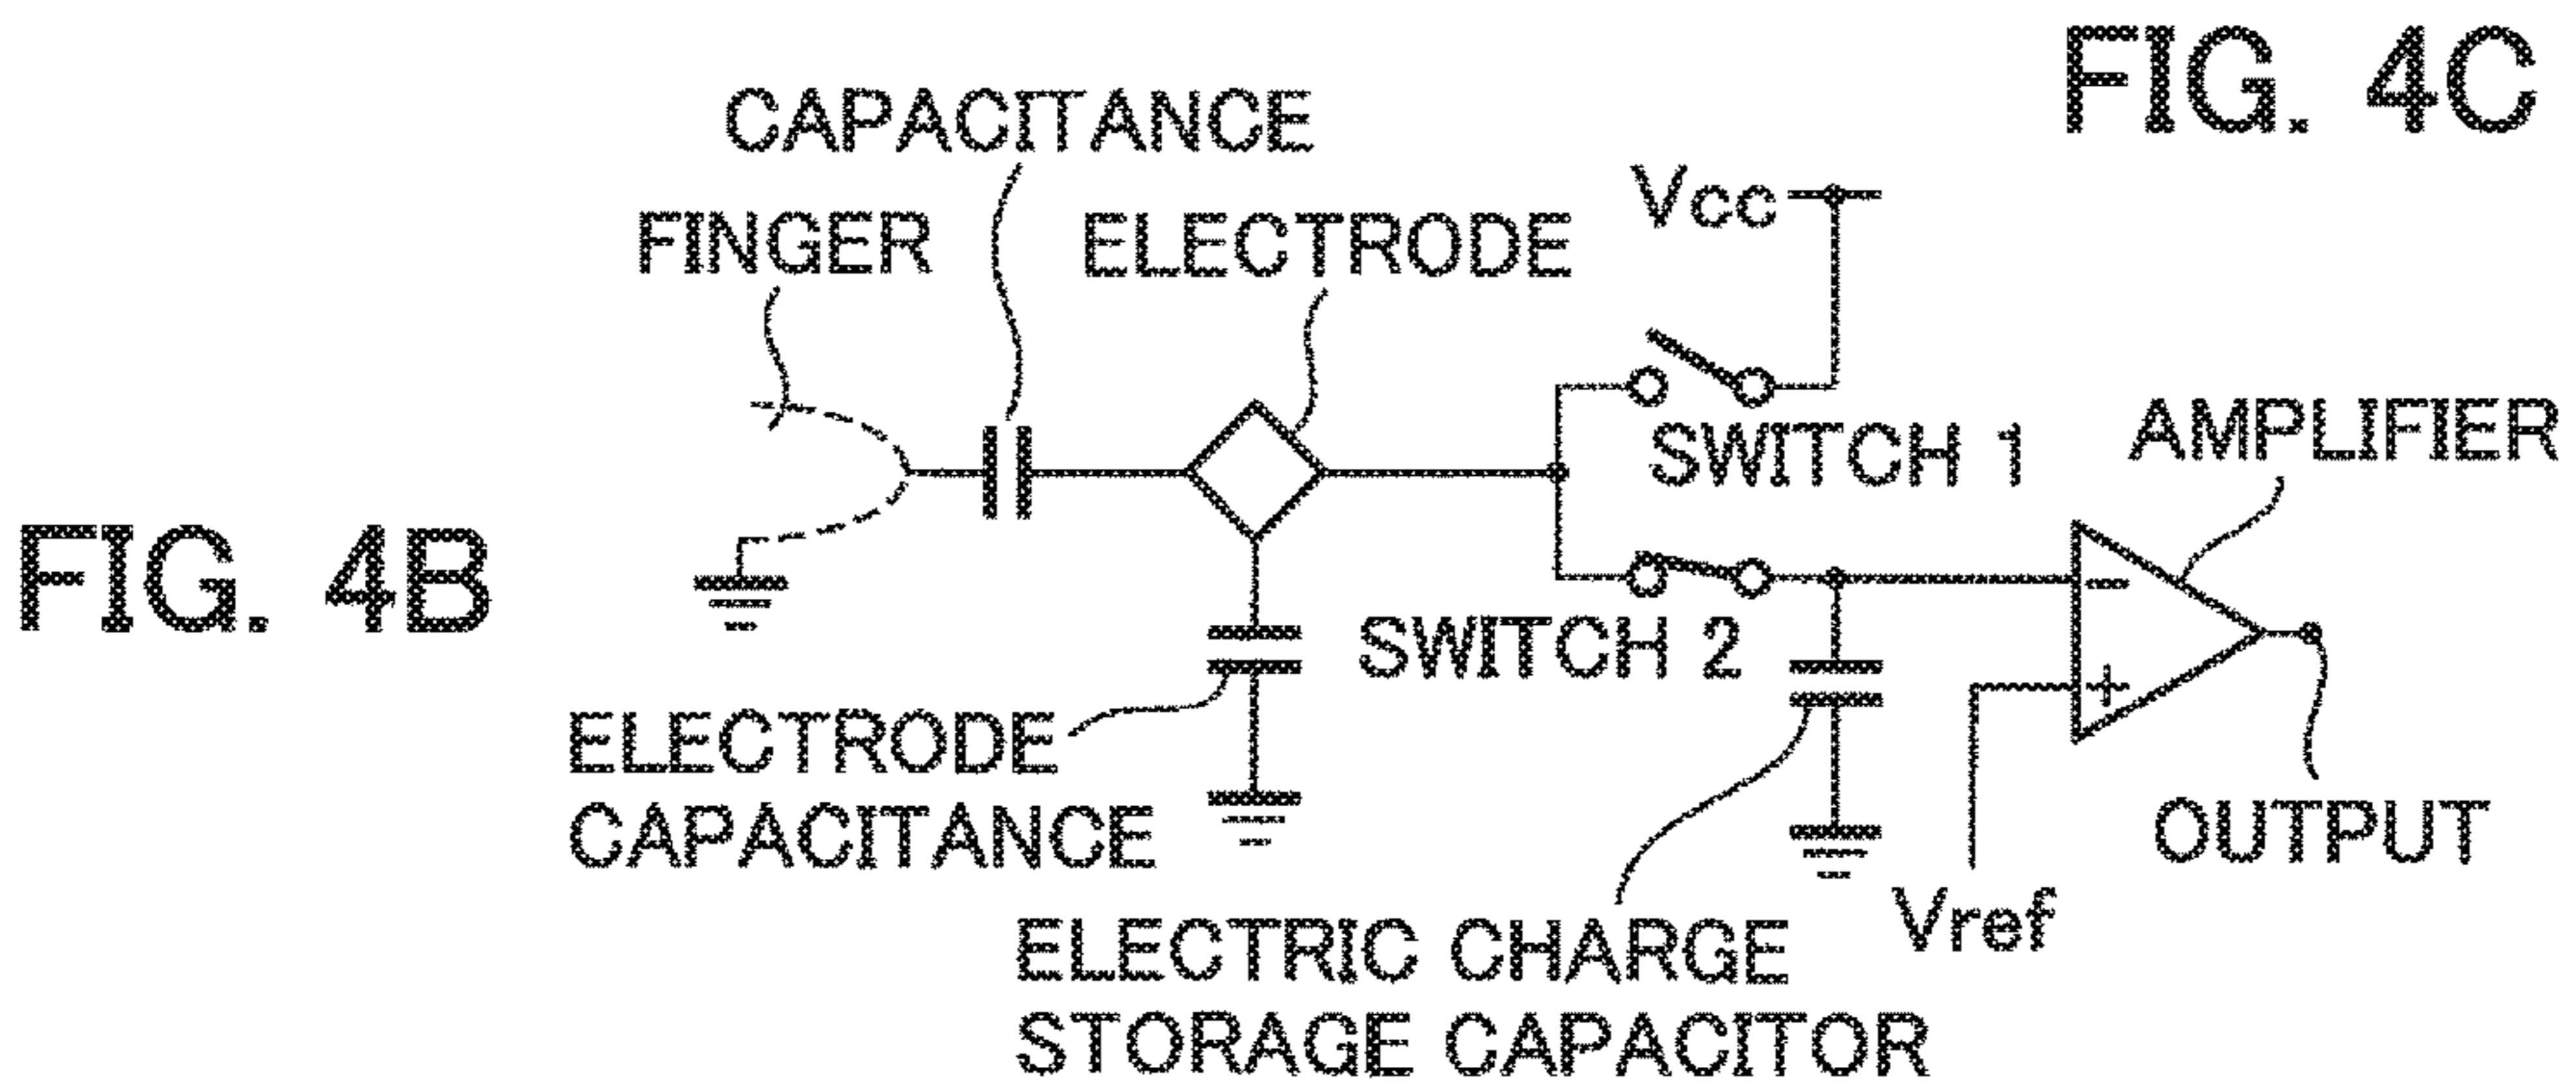 FIG. 4C
CAPACITANCE
Vcc
FINGER
ELECTRODE
AMPLIFIER
SWITCH 1
FIG. 4B
−
SWITCH 2
+
ELECTRODE
CAPACITANCE
OUTPUT
Vref
ELECTRIC CHARGE
STORAGE CAPACITOR